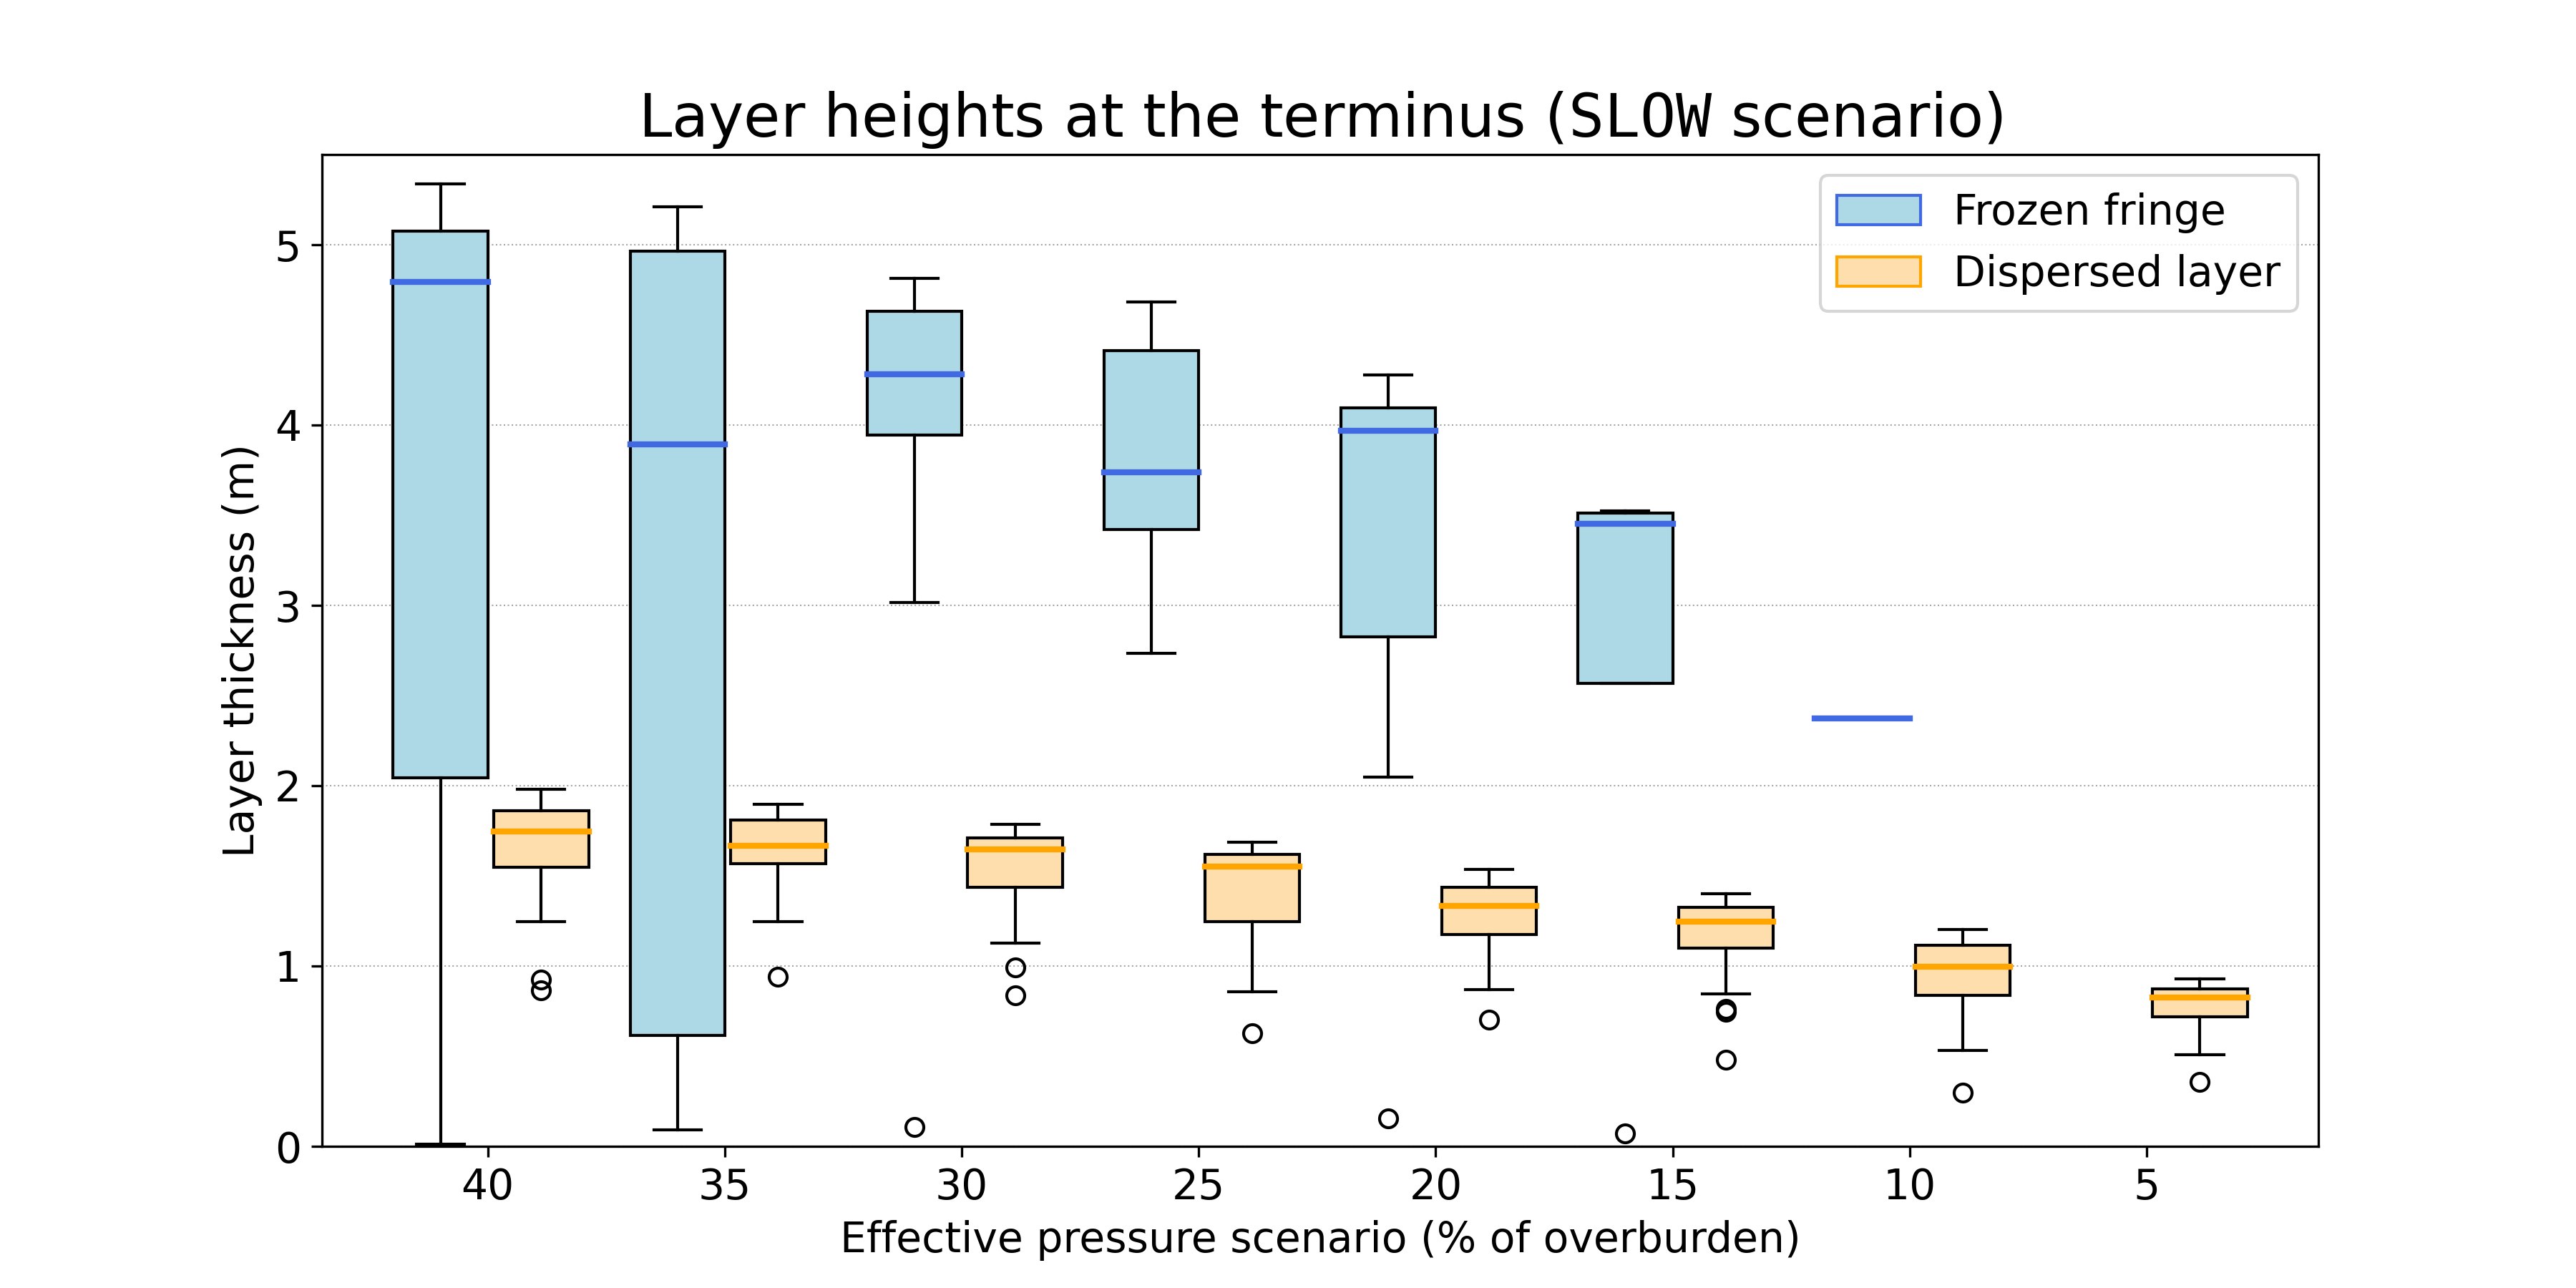 Layer heights at the terminus (SLOW scenario)
Frozen fringe
Dispersed layer
Layer thickness (m)
5
4
3
2
1
0
40 35 30 25 20 15 10 5
Effective pressure scenario (% of overburden)